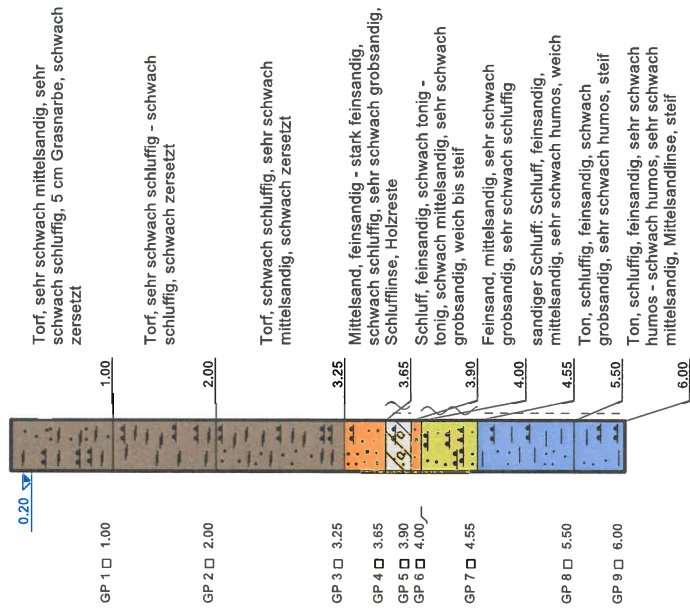 Torf, sehr schwach mittelsandig, sehr
schwach schluffig, 5 cm Grasnarbe, schwach
zersetzt
Torf, sehr schwach schluffig - schwach
schluffig, schwach zersetzt
Torf, schwach schluffig, sehr schwach
mittelsandig, schwach zersetzt
Mittelsand, feinsandig - stark feinsandig,
schwach schluffig, sehr schwach grobsandig,
Schlufflinse, Holzreste
Schluff, feinsandig, schwach tonig -
tonig, schwach mittelsandig, sehr schwach
grobsandig, weich bis steif
Feinsand, mittelsandig, sehr schwach
grobsandig, sehr schwach schluffig
sandiger Schluff: Schluff, feinsandig,
mittelsandig, sehr schwach humos, weich
Ton, schluffig, feinsandig, schwach
grobsandig, sehr schwach humos, steif
Ton, schluffig, feinsandig, sehr schwach
humos - schwach humos, sehr schwach
mittelsandig, Mittelsandlinse, steif
1.00
2.00
3.25
3.65
3.90
4.00
4.55
5.50
6.00
0.20
GP 1 1.00
GP 2 2.00
GP 3 3.25
GP 4 3.65
GP 5 3.90
GP 6 4.00
GP 7 4.55
GP 8 5.50
GP 9 6.00